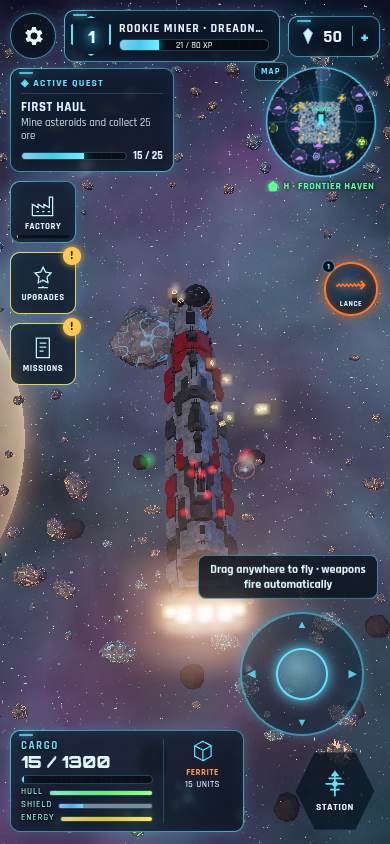 1
ROOKIE MINER · DREADN...
21 / 80 XP
50
+
ACTIVE QUEST
FIRST HAUL
Mine asteroids and collect 25
ore
15 / 25
MAP
H · FRONTIER HAVEN
FACTORY
!
UPGRADES
!
MISSIONS
1
LANCE
Drag anywhere to fly · weapons
fire automatically
CARGO
15 / 1300
HULL
SHIELD
ENERGY
FERRITE
15 UNITS
STATION